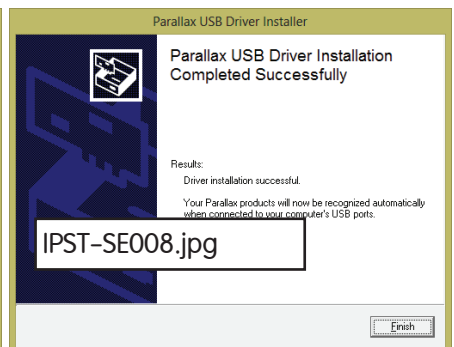 Parallax USB Driver Installer
Parallax USB Driver Installation
Completed Successfully
Results:
Driver installation successful.
Your Parallax products will now be recognized automatically
when connected to your computer's USB ports.
IPST-SE008.jpg
Finish